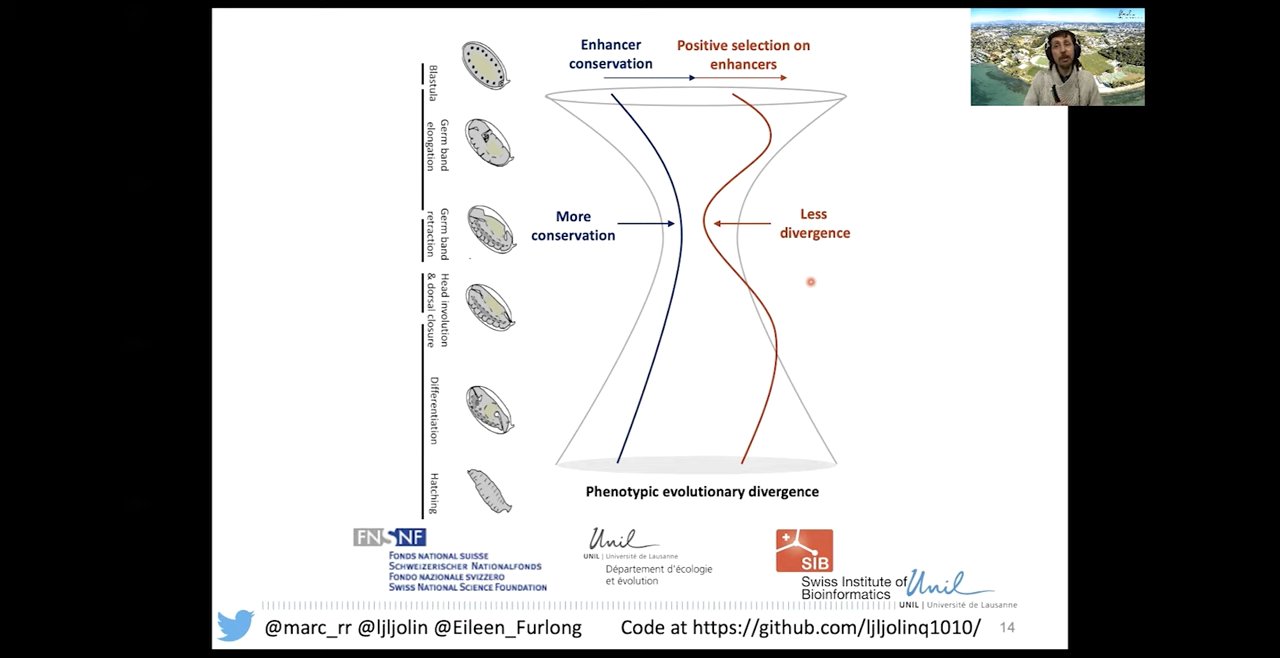 Enhancer
conservation
Positive selection on
enhancers
Blastula
Germ band
elongation
Germ band
retraction
Head involution
& dorsal closure
Differentiation
Hatching
More
conservation
Less
divergence
Phenotypic evolutionary divergence
FNSNF
FONDS NATIONAL SUISSE
SCHWEIZERISCHER NATIONALFONDS
FONDO NAZIONALE SVIZZERO
SWISS NATIONAL SCIENCE FOUNDATION
Unil
UNIL | Université de Lausanne
Département d'écologie
et évolution
SIB
Swiss Institute of
Bioinformatics
Unil
UNIL | Université de Lausanne
@marc_rr @ljljolin @Eileen_Furlong
Code at https://github.com/ljljolinq1010/
14